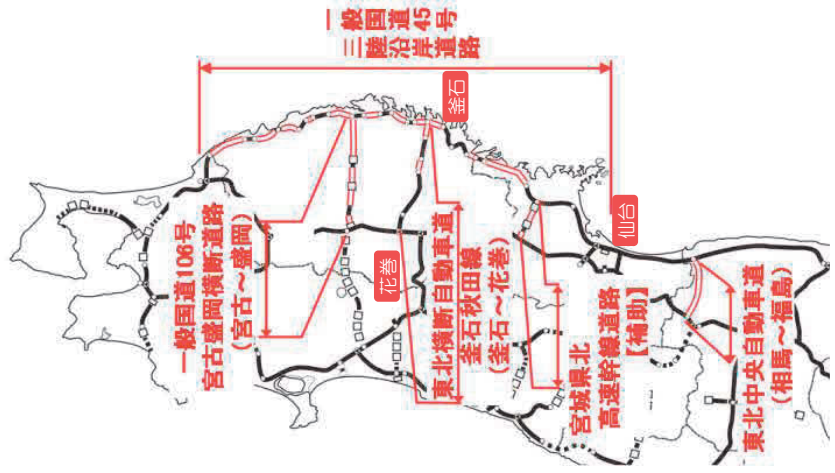 一般国道45号
三陸沿岸道路
一般国道106号
宮古盛岡横断道路
(宮古~盛岡)
釜石
花巻
東北横断自動車道
釜石秋田線
(釜石~花巻)
仙台
宮城県北
高速幹線道路
【補助】
東北中央自動車道
(相馬~福島)